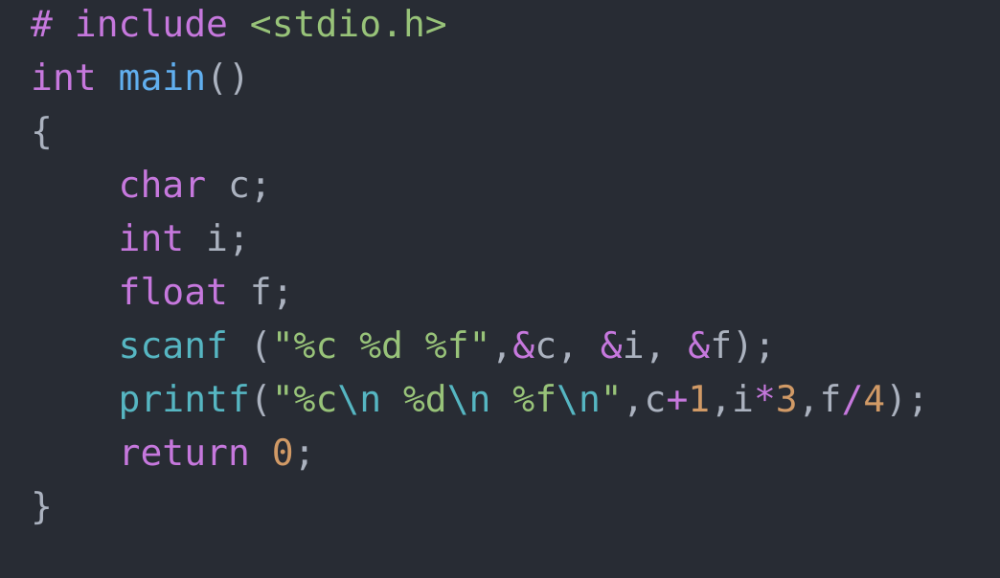 # include <stdio.h>
int main()
{
    char c;
    int i;
    float f;
    scanf ("%c %d %f",&c, &i, &f);
    printf("%c\n %d\n %f\n",c+1,i*3,f/4);
    return 0;
}